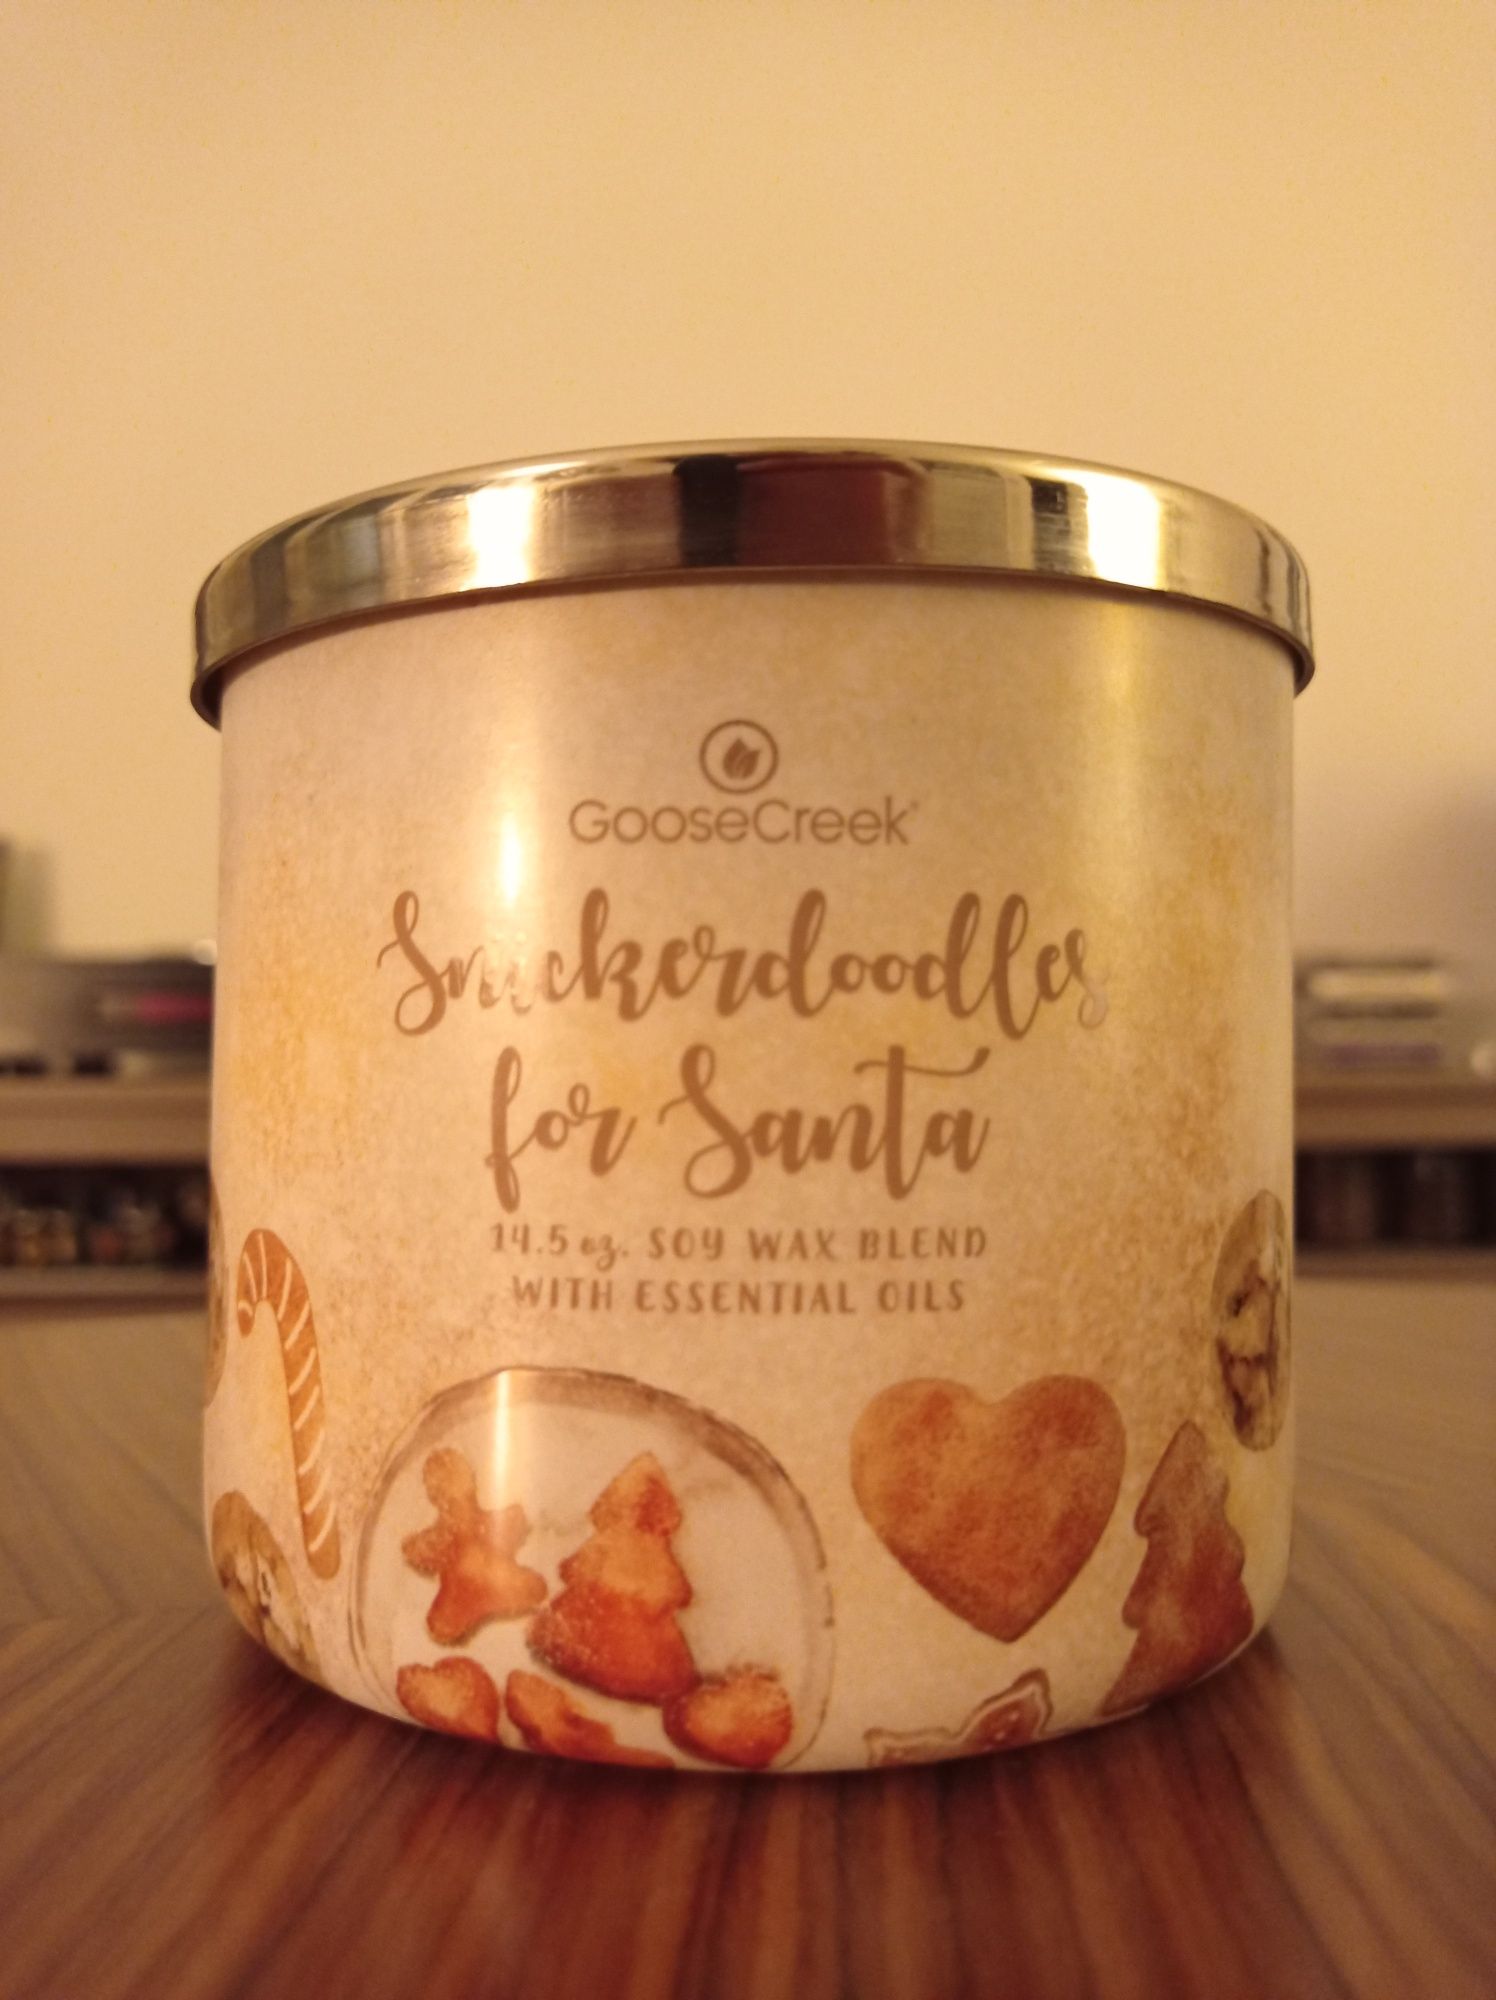 GooseCreek®
Snickerdoodles
for Santa
14.5 oz. SOY WAX BLEND
WITH ESSENTIAL OILS